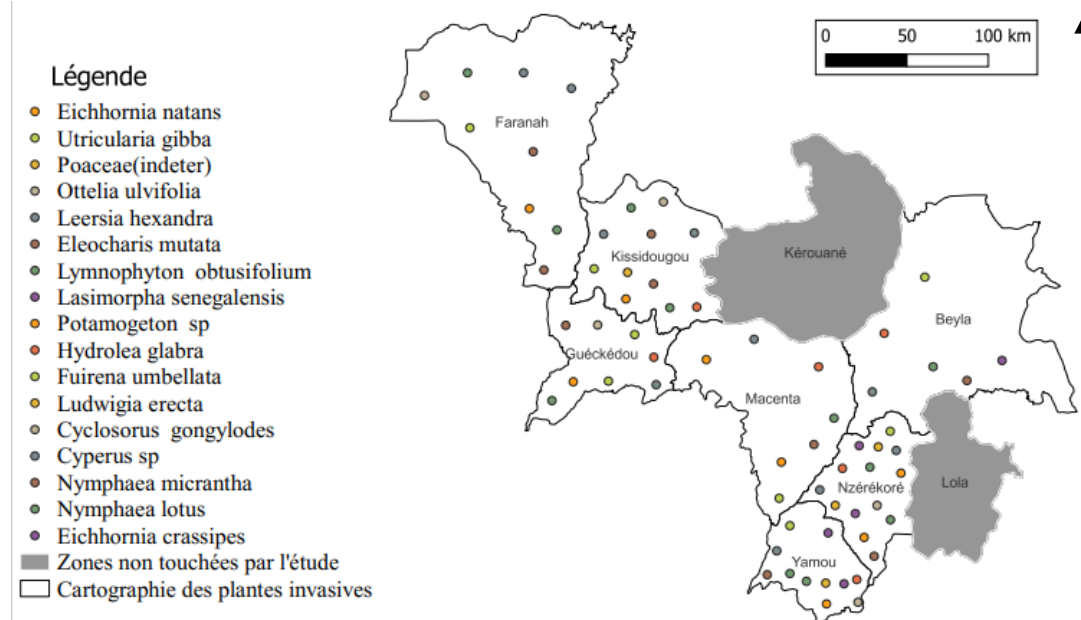 0 50 100 km
Légende
Eichhornia natans
Utricularia gibba
Poaceae(indeter)
Ottelia ulvifolia
Leersia hexandra
Eleocharis mutata
Lymnophyton obtusifolium
Lasimorpha senegalensis
Potamogeton sp
Hydrolea glabra
Fuirena umbellata
Ludwigia erecta
Cyclosorus gongylodes
Cyperus sp
Nymphaea micrantha
Nymphaea lotus
Eichhornia crassipes
Zones non touchées par l'étude
Cartographie des plantes invasives
Faranah
Kissidougou
Kérouané
Beyla
Guéckédou
Macenta
Nzérékoré
Lola
Yamou